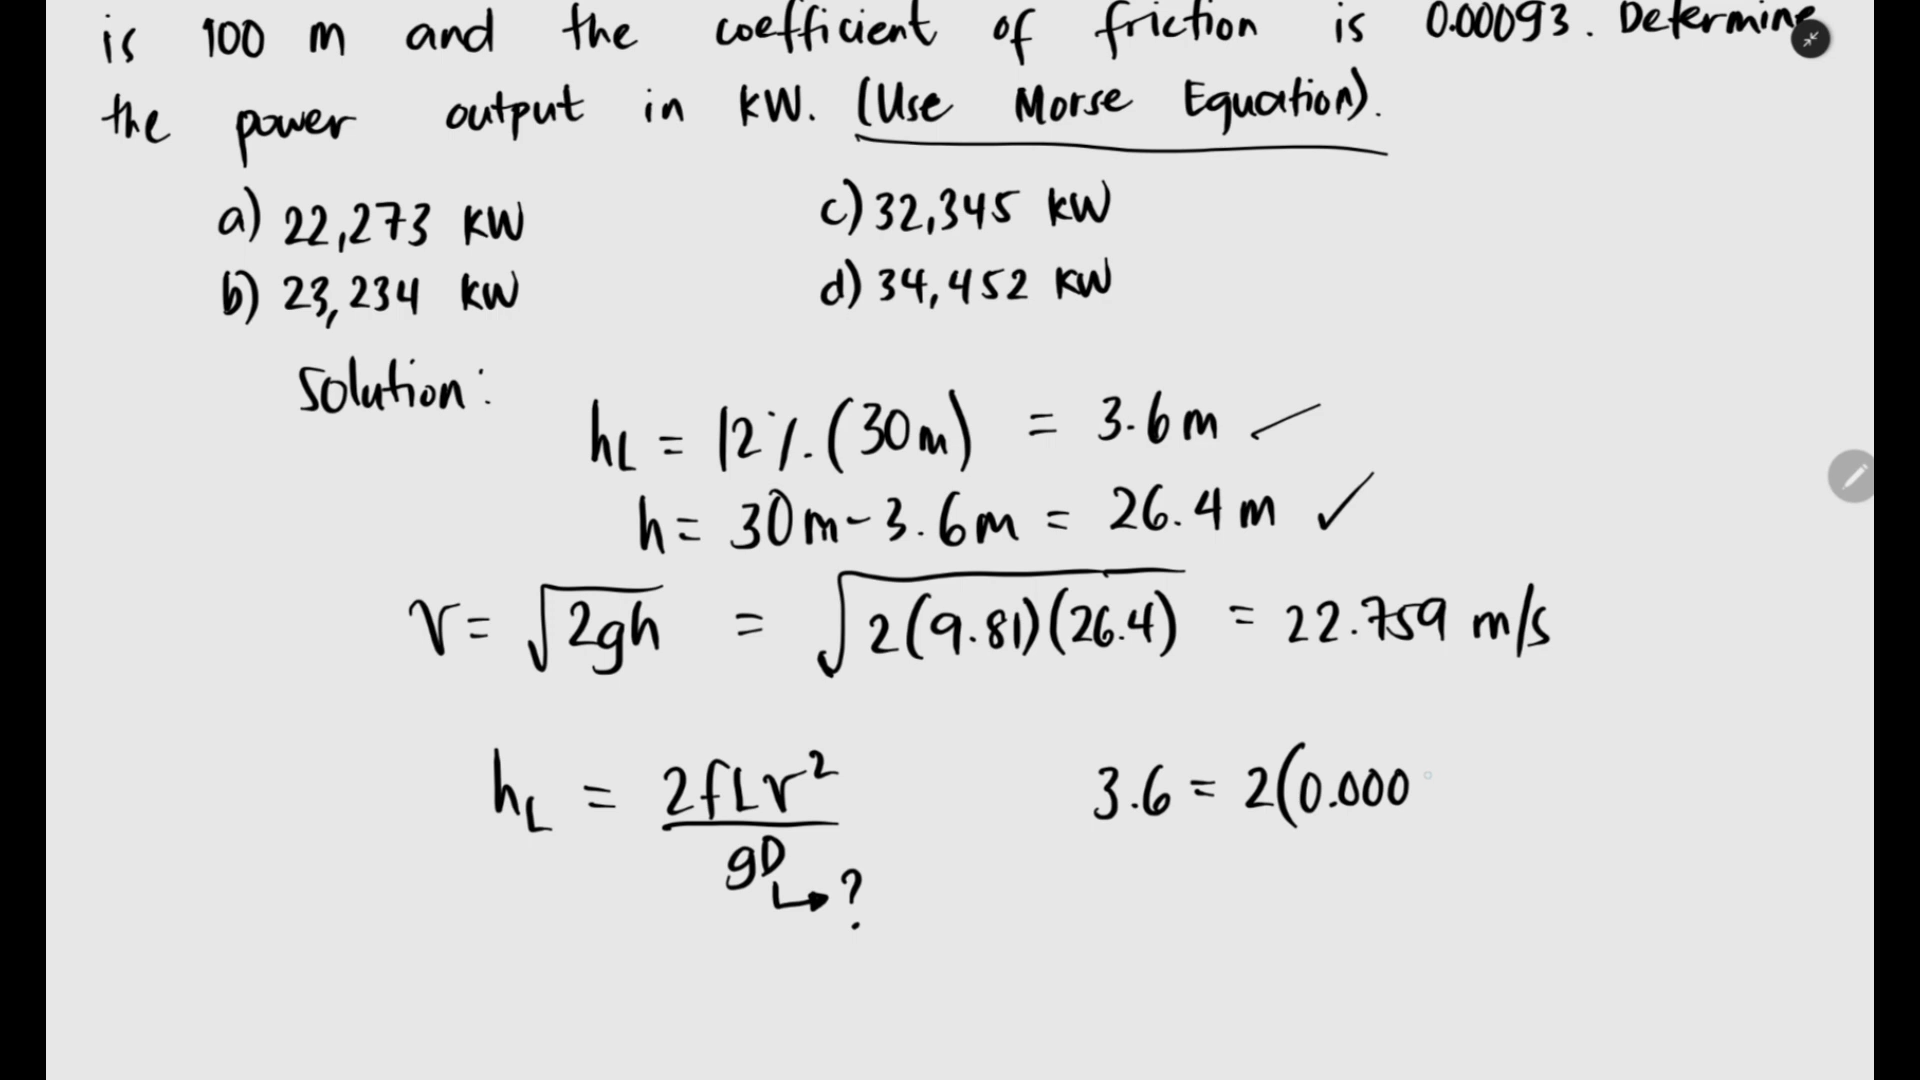 is 100 m and the coefficient of friction is 0.00093. Determine
the power output in kW. (Use Morse Equation).
a) 22,273 kW c) 32,345 kW
b) 23,234 kW d) 34,452 kW
Solution:
hL = 12%(30m) = 3.6m
h = 30m - 3.6m = 26.4 m ✓
v = √2gh = √2(9.81)(26.4) = 22.759 m/s
hL = 2fLv²/gD 3.6 = 2(0.000
↳ ?